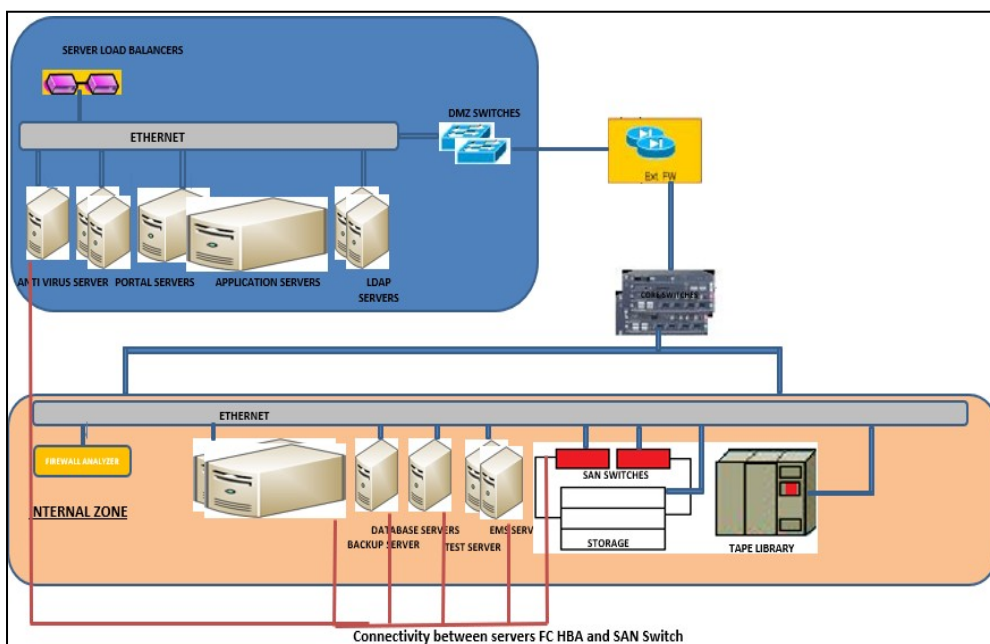 SERVER LOAD BALANCERS
DMZ SWITCHES
ETHERNET
Ext. FW
ANTI VIRUS SERVER
PORTAL SERVERS
APPLICATION SERVERS
LDAP
SERVERS
CORE SWITCHES
ETHERNET
FIREWALL ANALYZER
NTERNAL ZONE
SAN SWITCHES
DATABASE SERVERS
EMS SERV
BACKUP SERVER
TEST SERVER
STORAGE
TAPE LIBRARY
Connectivity between servers FC HBA and SAN Switch